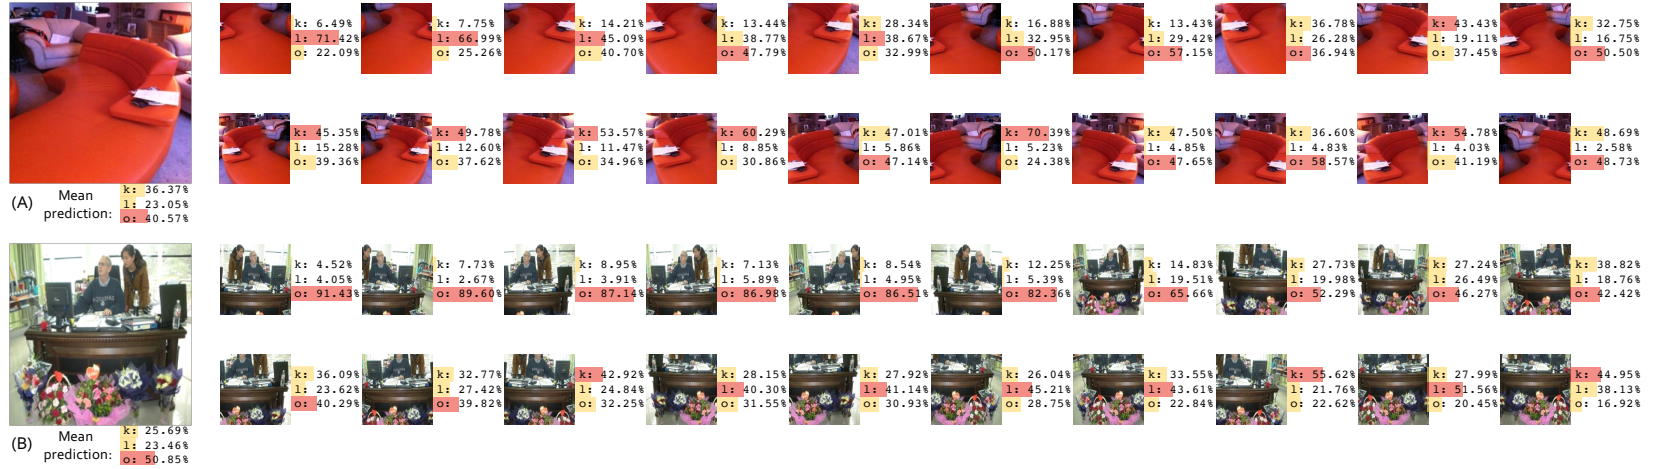 k: 6.49% k: 7.75% k: 14.21% k: 13.44% k: 28.34% k: 16.88% k: 13.43% k: 36.78% k: 43.43% k: 32.75%
l: 71.42% l: 66.99% l: 45.09% l: 38.77% l: 38.67% l: 32.95% l: 29.42% l: 26.28% l: 19.11% l: 16.75%
o: 22.09% o: 25.26% o: 40.70% o: 47.79% o: 32.99% o: 50.17% o: 57.15% o: 36.94% o: 37.45% o: 50.50%
k: 45.35% k: 49.78% k: 53.57% k: 60.29% k: 47.01% k: 70.39% k: 47.50% k: 36.60% k: 54.78% k: 48.69%
l: 15.28% l: 12.60% l: 11.47% l: 8.85% l: 5.86% l: 5.23% l: 4.85% l: 4.83% l: 4.03% l: 2.58%
o: 39.36% o: 37.62% o: 34.96% o: 30.86% o: 47.14% o: 24.38% o: 47.65% o: 58.57% o: 41.19% o: 48.73%
(A) Mean prediction:
k: 36.37%
l: 23.05%
o: 40.57%
k: 4.52% k: 7.73% k: 8.95% k: 7.13% k: 8.54% k: 12.25% k: 14.83% k: 27.73% k: 27.24% k: 38.82%
l: 4.05% l: 2.67% l: 3.91% l: 5.89% l: 4.95% l: 5.39% l: 19.51% l: 19.98% l: 26.49% l: 18.76%
o: 91.43% o: 89.60% o: 87.14% o: 86.98% o: 86.51% o: 82.36% o: 65.66% o: 52.29% o: 46.27% o: 42.42%
k: 36.09% k: 32.77% k: 42.92% k: 28.15% k: 27.92% k: 26.04% k: 33.55% k: 55.62% k: 27.99% k: 44.95%
l: 23.62% l: 27.42% l: 24.84% l: 40.30% l: 41.14% l: 45.21% l: 43.61% l: 21.76% l: 51.56% l: 38.13%
o: 40.29% o: 39.82% o: 32.25% o: 31.55% o: 30.93% o: 28.75% o: 22.84% o: 22.62% o: 20.45% o: 16.92%
(B) Mean prediction:
k: 25.69%
l: 23.46%
o: 50.85%